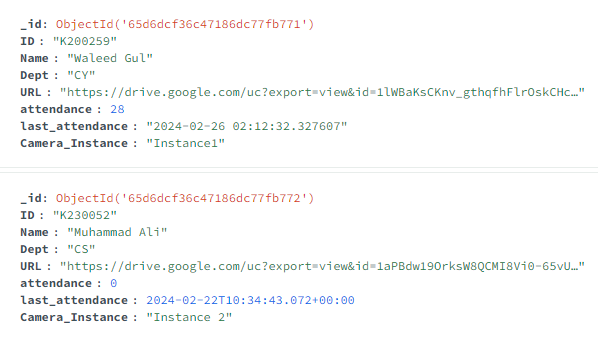 _id: ObjectId('65d6dcf36c47186dc77fb771')
ID : "K200259"
Name : "Waleed Gul"
Dept : "CY"
URL : "https://drive.google.com/uc?export=view&id=1lWBaKsCKnv_gthqfhFlrOskCHc…"
attendance : 28
last_attendance : "2024-02-26 02:12:32.327607"
Camera_Instance : "Instance1"
_id: ObjectId('65d6dcf36c47186dc77fb772')
ID : "K230052"
Name : "Muhammad Ali"
Dept : "CS"
URL : "https://drive.google.com/uc?export=view&id=1aPBdw19OrksW8QCMI8Vi0-65vU…"
attendance : 0
last_attendance : 2024-02-22T10:34:43.072+00:00
Camera_Instance : "Instance 2"